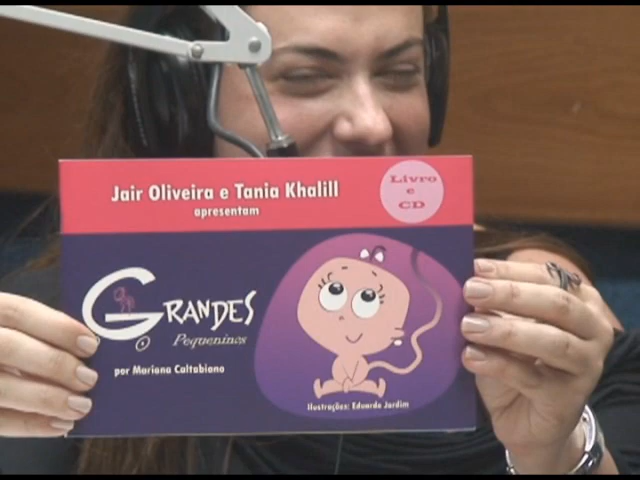 Jair Oliveira e Tania Khalill
apresentam
Livro
e
CD
GRANDES
Pequeninos
por Mariana Caltabiano
Ilustrações: Eduardo Jardim